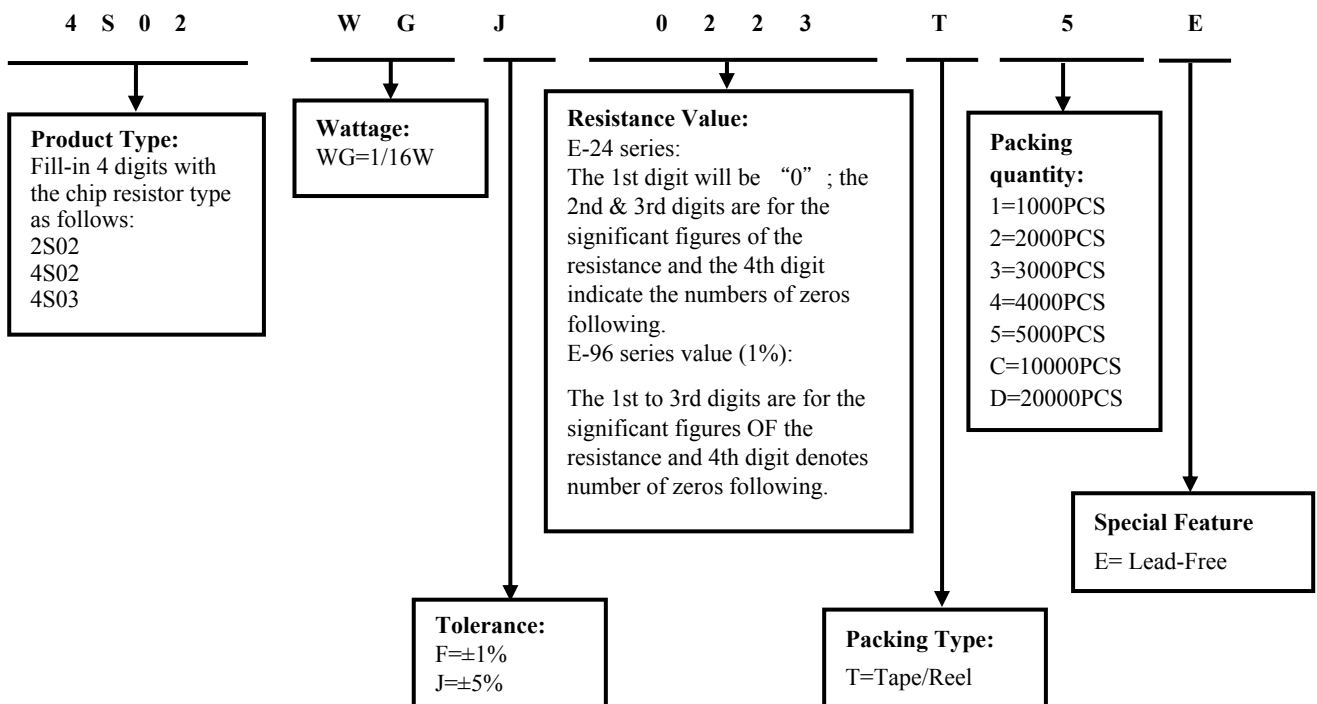 4 S 0 2 W G J 0 2 2 3 T 5 E
Product Type:
Fill-in 4 digits with
the chip resistor type
as follows:
2S02
4S02
4S03
Wattage:
WG=1/16W
Resistance Value:
E-24 series:
The 1st digit will be “0” ; the
2nd & 3rd digits are for the
significant figures of the
resistance and the 4th digit
indicate the numbers of zeros
following.
E-96 series value (1%):
The 1st to 3rd digits are for the
significant figures OF the
resistance and 4th digit denotes
number of zeros following.
Packing
quantity:
1=1000PCS
2=2000PCS
3=3000PCS
4=4000PCS
5=5000PCS
C=10000PCS
D=20000PCS
Special Feature
E= Lead-Free
Tolerance:
F=±1%
J=±5%
Packing Type:
T=Tape/Reel